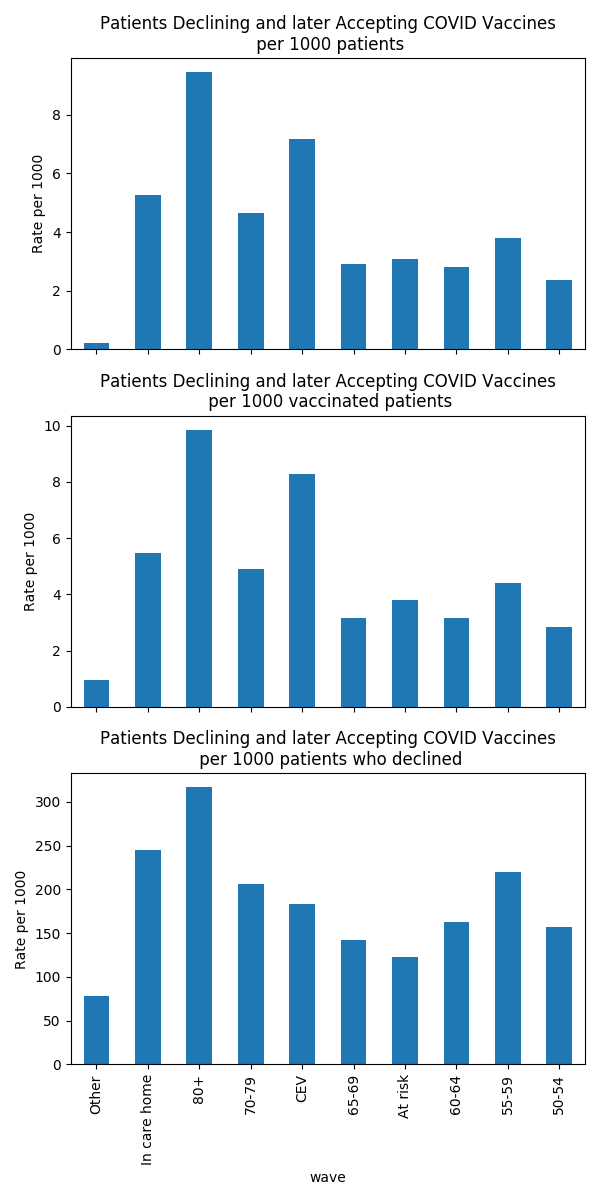 Patients Declining and later Accepting COVID Vaccines
per 1000 patients
Rate per 1000
8
6
4
2
0
Patients Declining and later Accepting COVID Vaccines
per 1000 vaccinated patients
Rate per 1000
10
8
6
4
2
0
Patients Declining and later Accepting COVID Vaccines
per 1000 patients who declined
Rate per 1000
300
250
200
150
100
50
0
Other
In care home
80+
70-79
CEV
65-69
At risk
60-64
55-59
50-54
wave